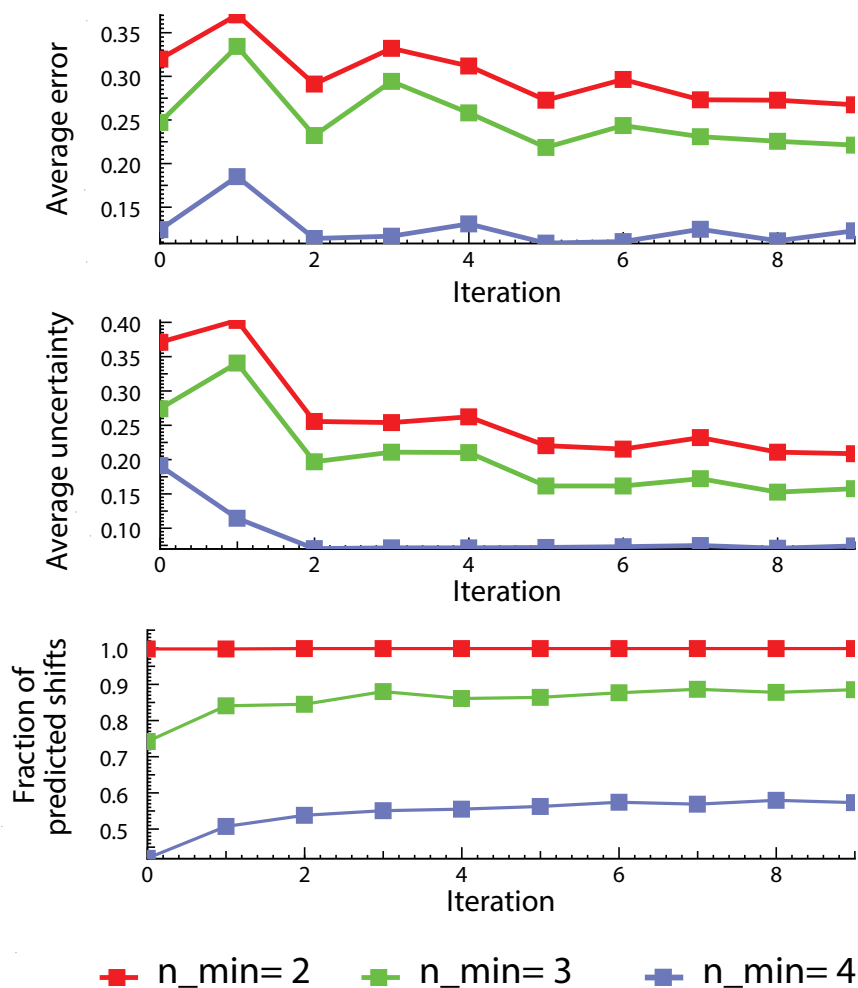 Average error
0.35
0.30
0.25
0.20
0.15
0 2 4 6 8
Iteration
Average uncertainty
0.40
0.35
0.30
0.25
0.20
0.15
0.10
0 2 4 6 8
Iteration
Fraction of
predicted shifts
1.0
0.9
0.8
0.7
0.6
0.5
0 2 4 6 8
Iteration
n_min= 2 n_min= 3 n_min= 4